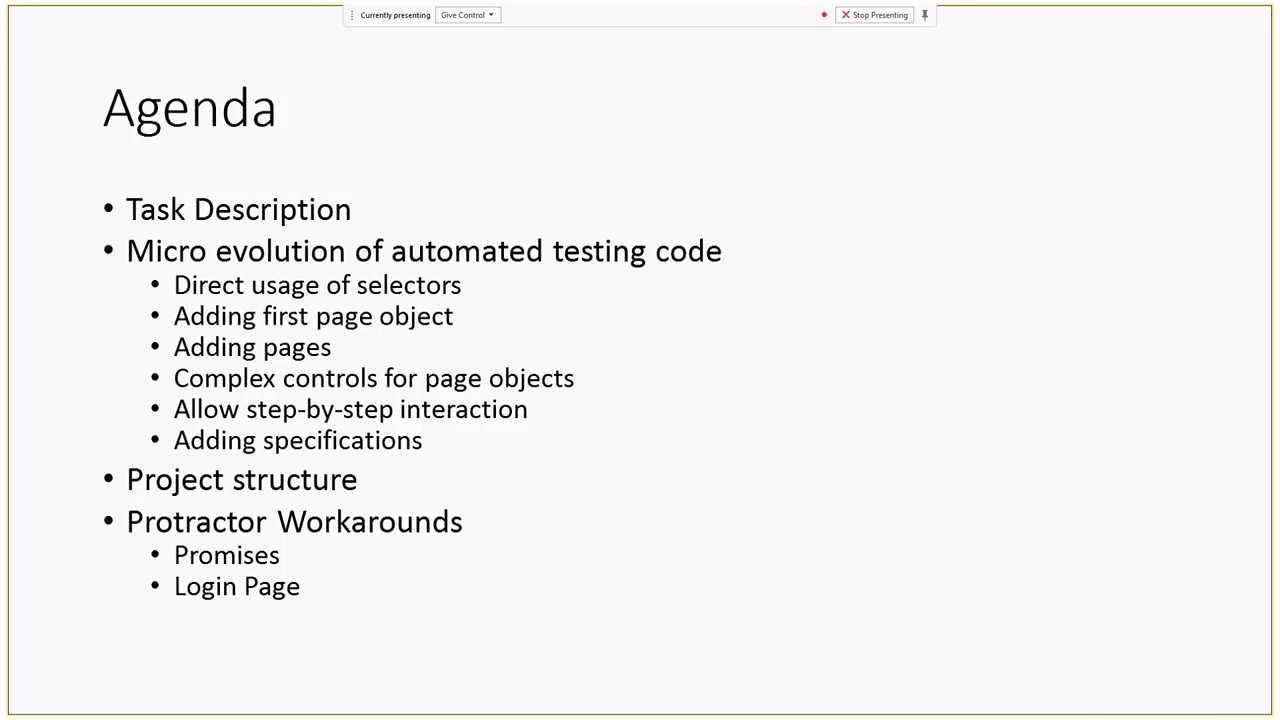 Currently presenting Give Control Stop Presenting
Agenda
• Task Description
• Micro evolution of automated testing code
• Direct usage of selectors
• Adding first page object
• Adding pages
• Complex controls for page objects
• Allow step-by-step interaction
• Adding specifications
• Project structure
• Protractor Workarounds
• Promises
• Login Page